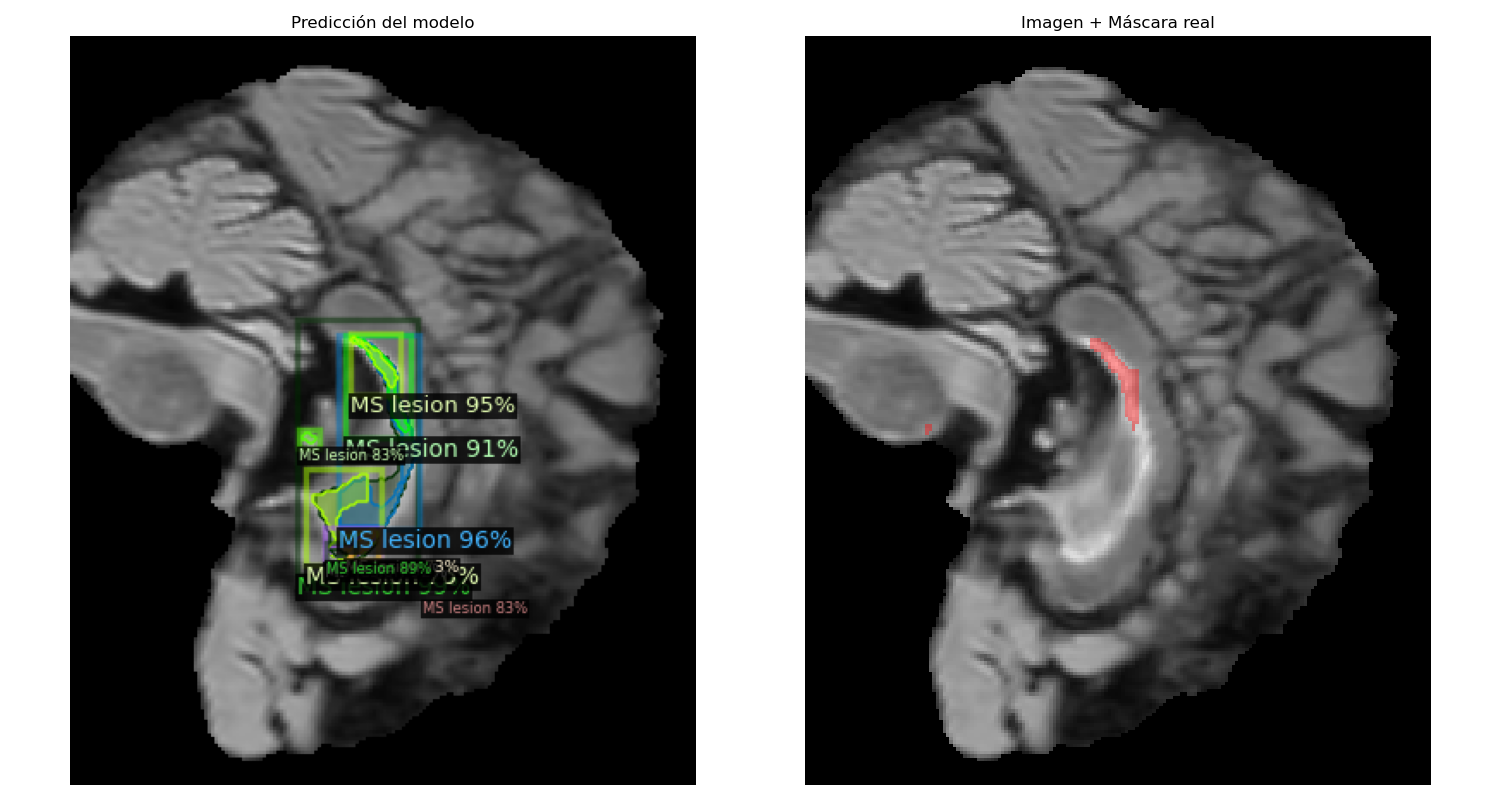 Predicción del modelo
Imagen + Máscara real
MS lesion 95%
MS lesion 91%
MS lesion 83%
MS lesion 96%
MS lesion 89%
3%
MS lesion 83%